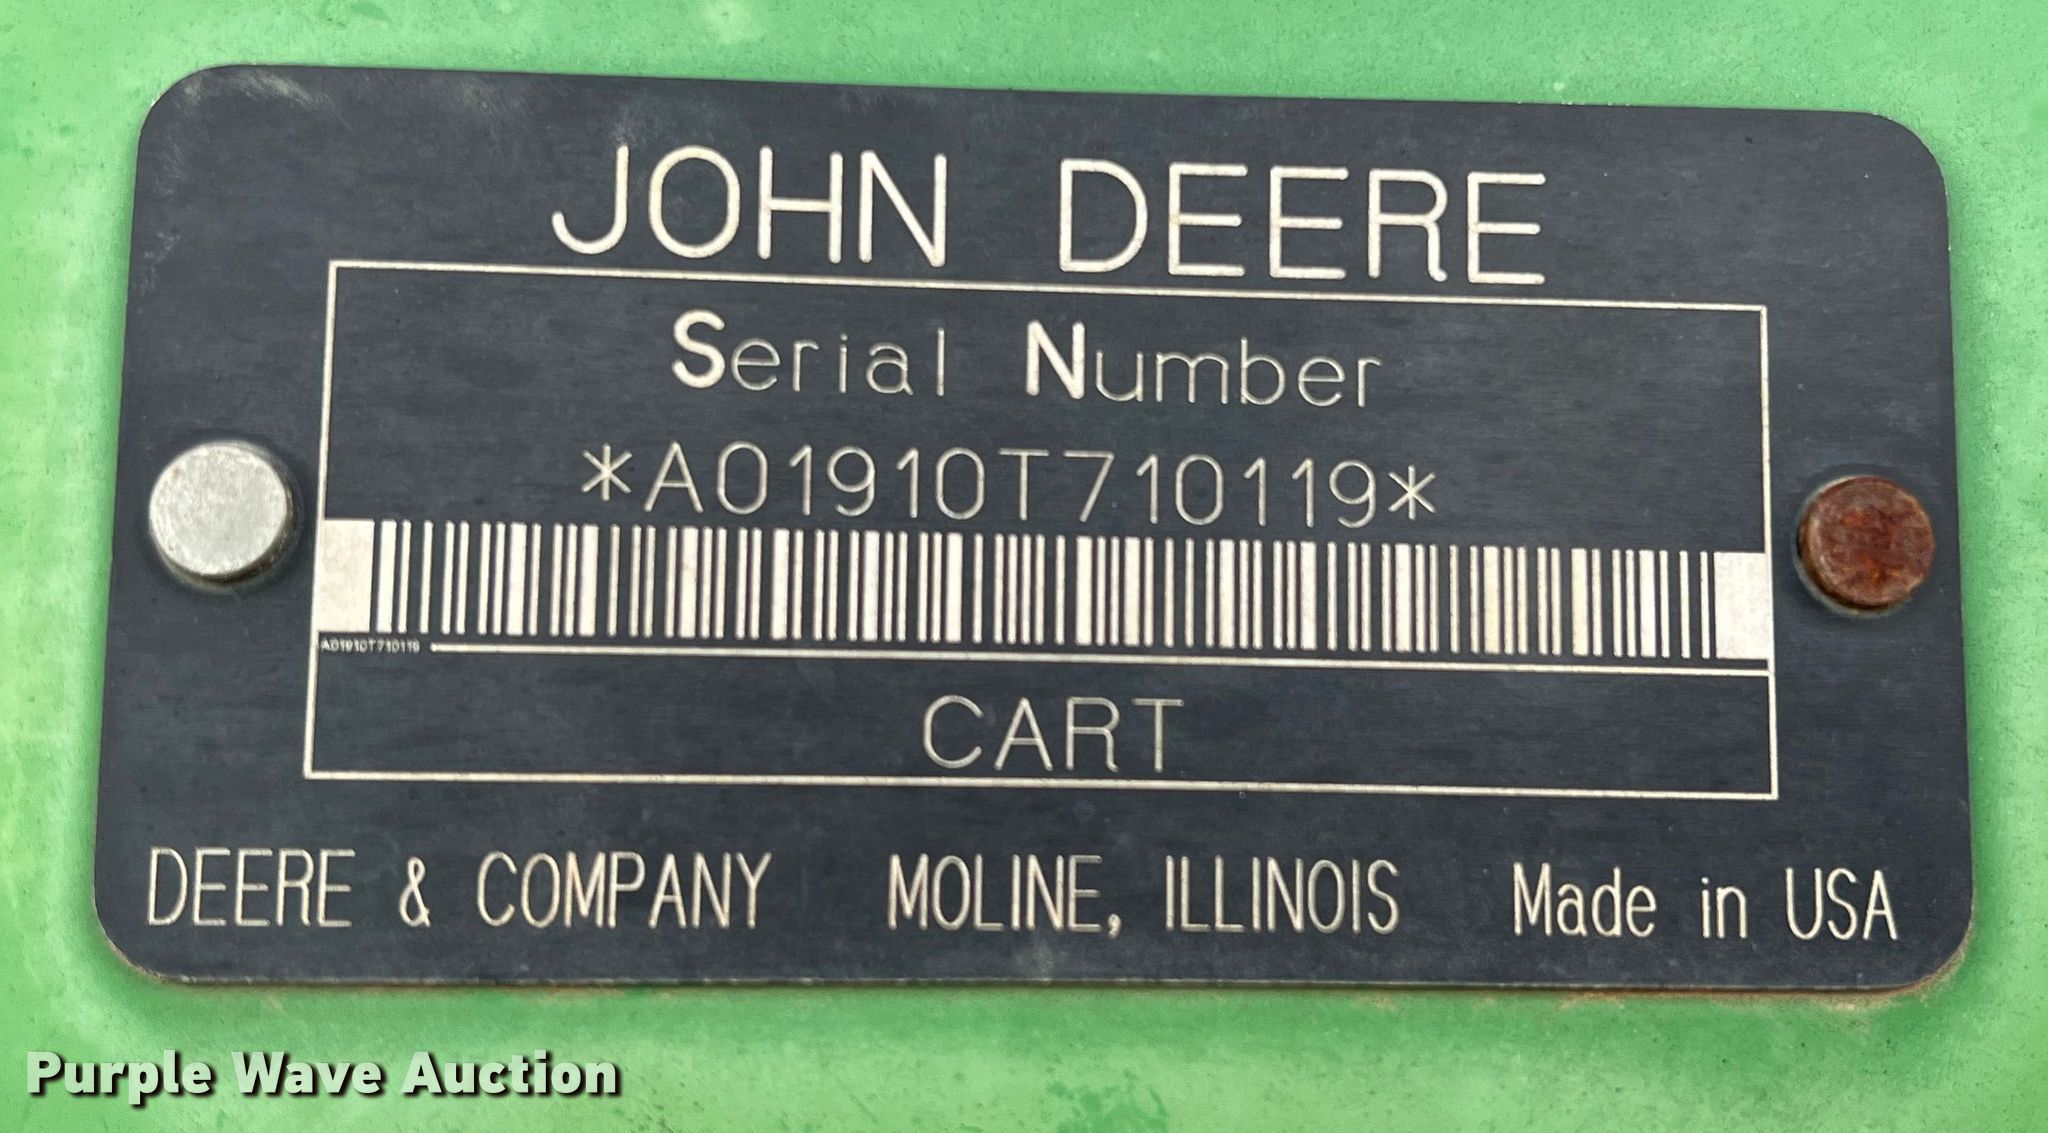 JOHN DEERE
Serial Number
*A01910T710119*
A01910T710119
CART
DEERE & COMPANY MOLINE, ILLINOIS Made in USA
Purple Wave Auction